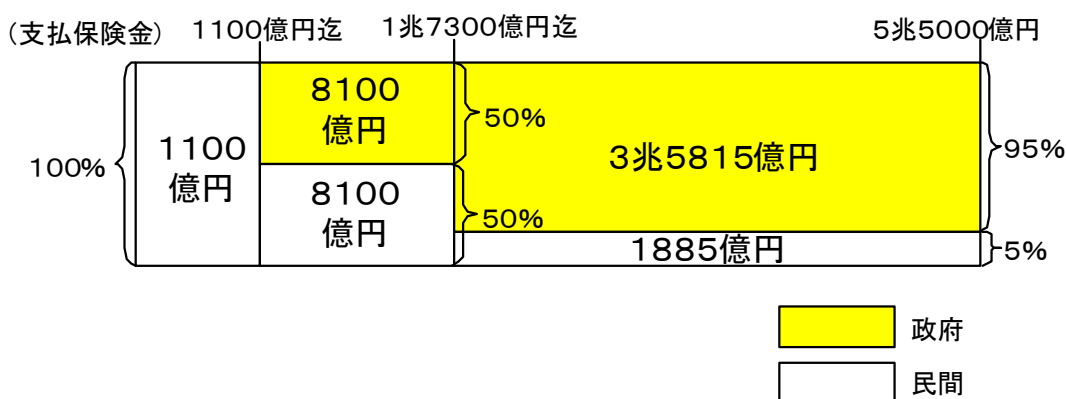 (支払保険金) 1100億円迄 1兆7300億円迄 5兆5000億円
100%
1100
億円
8100
億円
50%
8100
億円
50%
3兆5815億円
95%
1885億円
5%
政府
民間